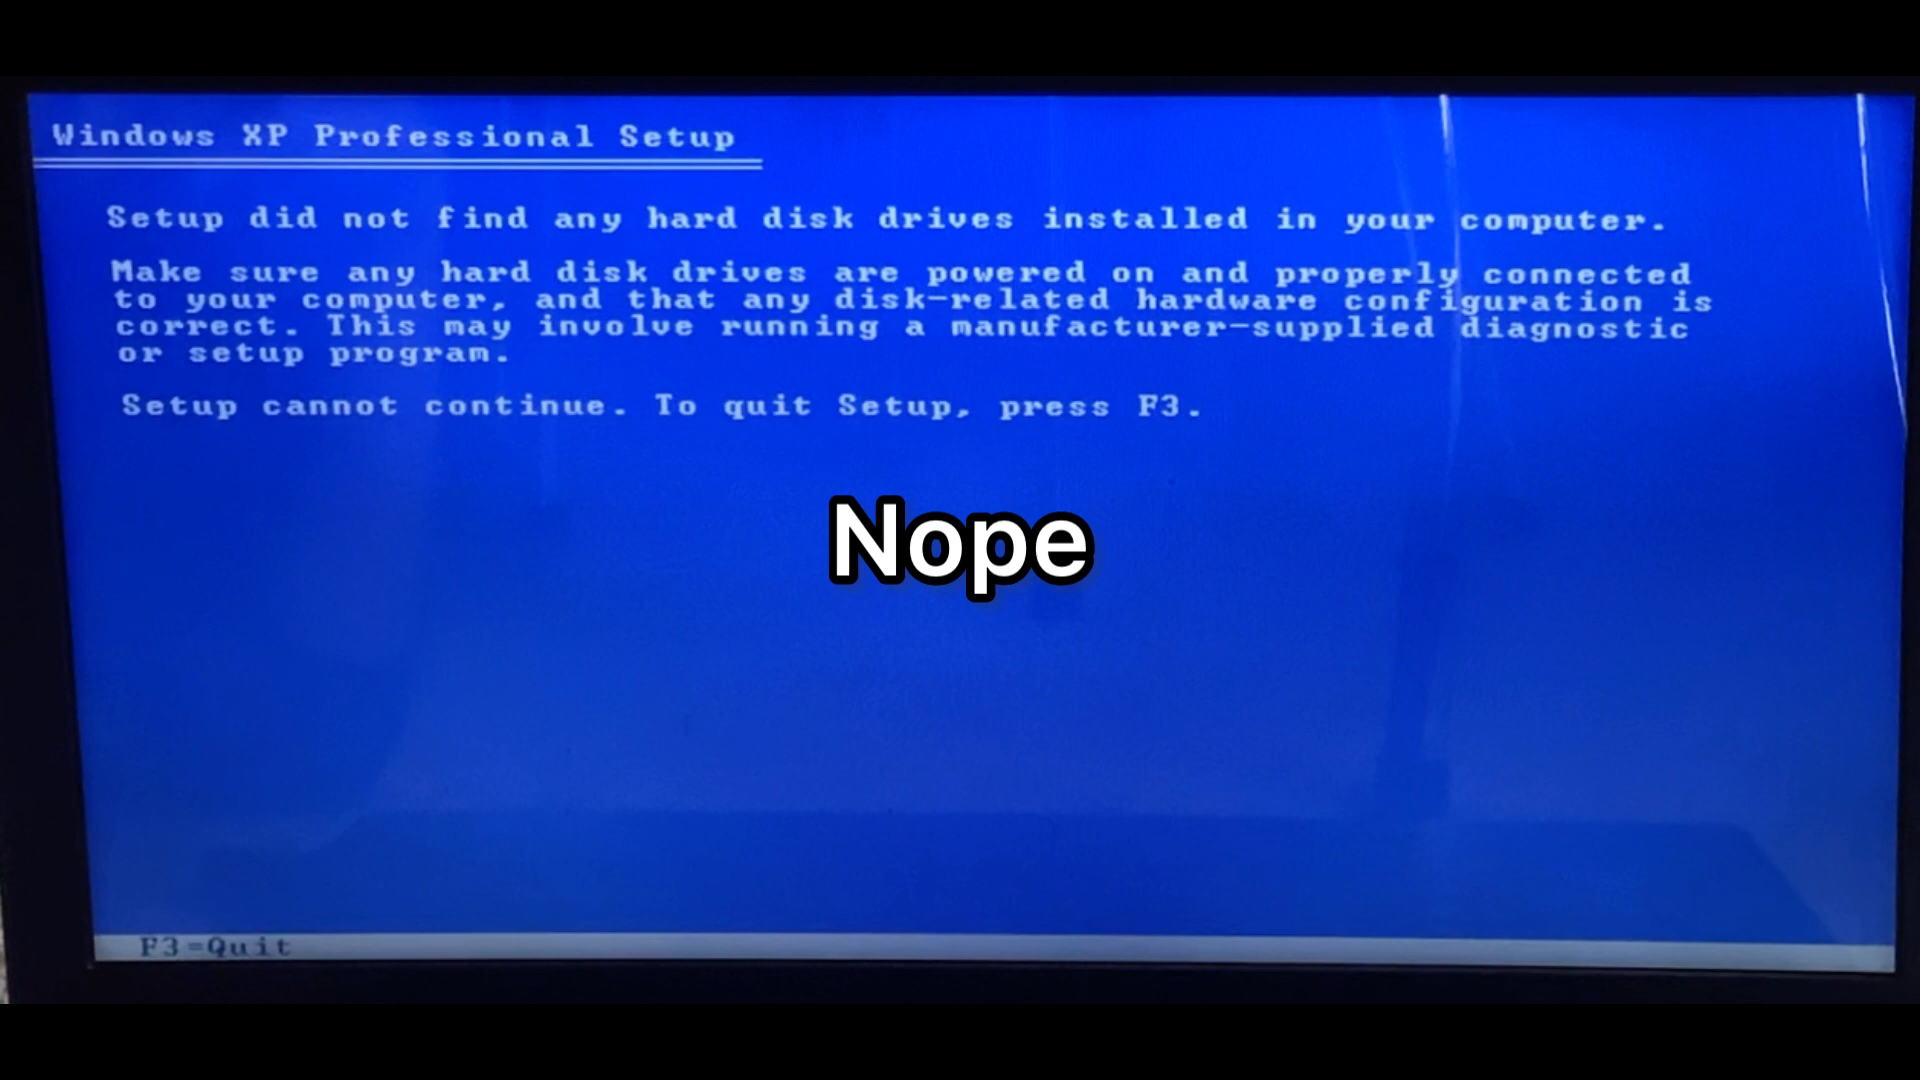 Windows XP Professional Setup
Setup did not find any hard disk drives installed in your computer.
Make sure any hard disk drives are powered on and properly connected
to your computer, and that any disk-related hardware configuration is
correct. This may involve running a manufacturer-supplied diagnostic
or setup program.
Setup cannot continue. To quit Setup, press F3.
Nope
F3=Quit